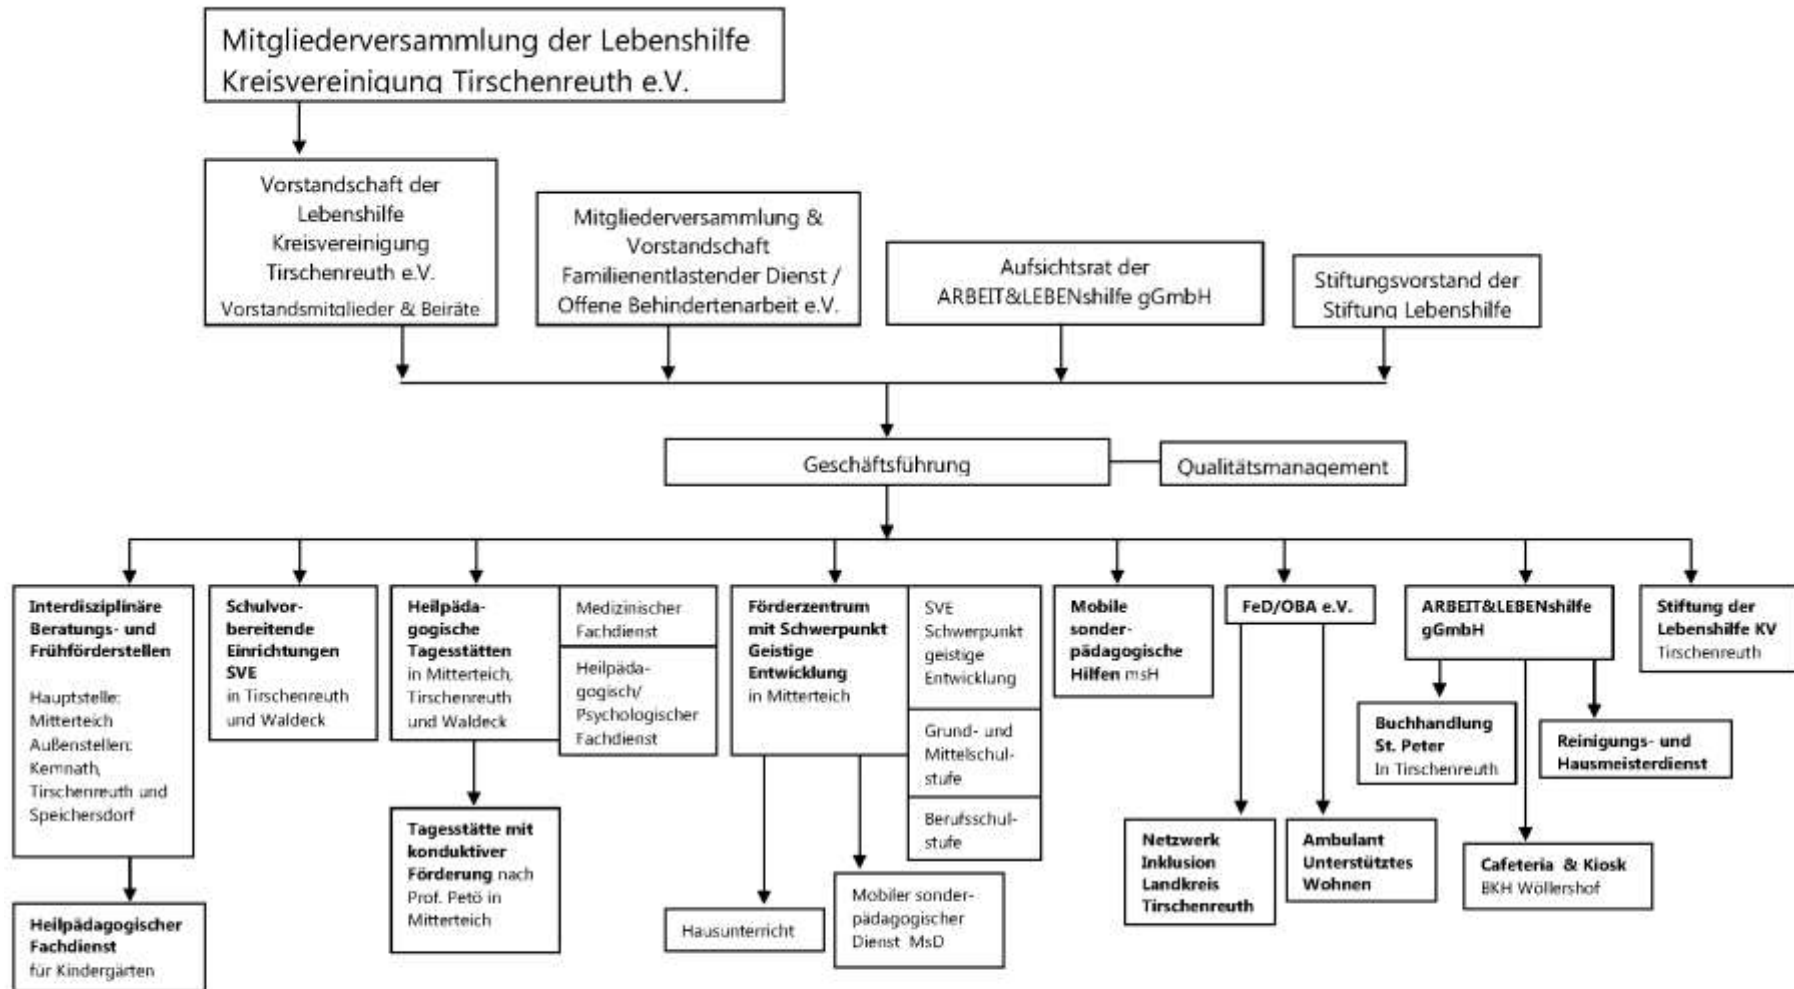 Mitgliederversammlung der Lebenshilfe
Kreisvereinigung Tirschenreuth e.V.
Vorstandschaft der
Lebenshilfe
Kreisvereinigung
Tirschenreuth e.V.
Vorstandsmitglieder & Beiräte
Mitgliederversammlung &
Vorstandschaft
Familienentlastender Dienst /
Offene Behindertenarbeit e.V.
Aufsichtsrat der
ARBEIT&LEBENshilfe gGmbH
Stiftungsvorstand der
Stiftung Lebenshilfe
Geschäftsführung
Qualitätsmanagement
Interdisziplinäre
Beratungs- und
Frühförderstellen
Hauptstelle:
Mitterteich
Außenstellen:
Kemnath,
Tirschenreuth und
Speichersdorf
Heilpädagogischer
Fachdienst
für Kindergärten
Schulvor-
bereitende
Einrichtungen
SVE
in Tirschenreuth
und Waldeck
Heilpäda-
gogische
Tagesstätten
in Mitterteich,
Tirschenreuth
und Waldeck
Medizinischer
Fachdienst
Heilpäda-
gogisch/
Psychologischer
Fachdienst
Tagesstätte mit
konduktiver
Förderung nach
Prof. Petö in
Mitterteich
Förderzentrum
mit Schwerpunkt
Geistige
Entwicklung
in Mitterteich
SVE
Schwerpunkt
geistige
Entwicklung
Grund- und
Mittelschul-
stufe
Berufsschul-
stufe
Hausunterricht
Mobiler sonder-
pädagogischer
Dienst MsD
Mobile
sonder-
pädagogische
Hilfen msH
FeD/OBA e.V.
Netzwerk
Inklusion
Landkreis
Tirschenreuth
Ambulant
Unterstütztes
Wohnen
ARBEIT&LEBENshilfe
gGmbH
Buchhandlung
St. Peter
In Tirschenreuth
Reinigungs- und
Hausmeisterdienst
Cafeteria & Kiosk
BKH Wöllershof
Stiftung der
Lebenshilfe KV
Tirschenreuth